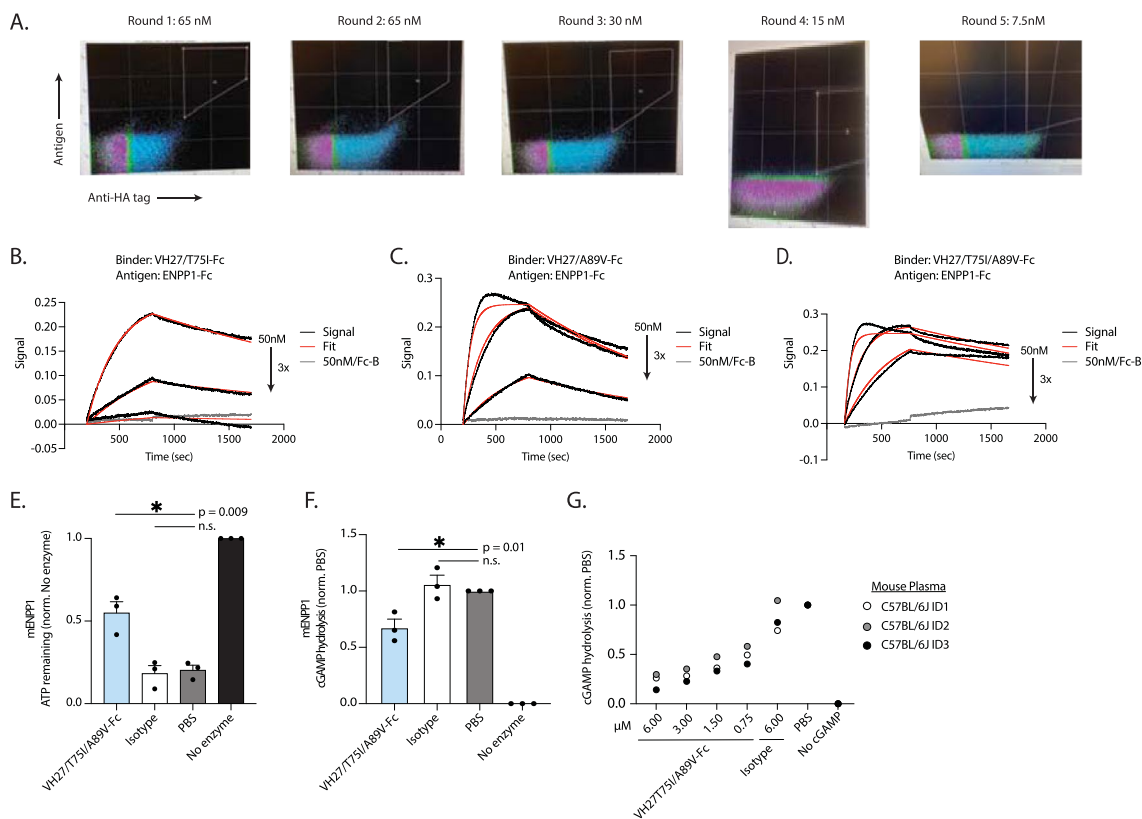 A.
Round 1: 65 nM
Round 2: 65 nM
Round 3: 30 nM
Round 4: 15 nM
Round 5: 7.5nM
Antigen
Anti-HA tag
B.
Binder: VH27/T75I-Fc
Antigen: ENPP1-Fc
0.25
0.20
0.15
0.10
0.05
0.00
-0.05
Signal
500
1000
1500
2000
Time (sec)
Signal
Fit
50nM/Fc-B
50nM
3x
C.
Binder: VH27/A89V-Fc
Antigen: ENPP1-Fc
0.3
0.2
0.1
0.0
Signal
500
1000
1500
2000
Time (sec)
Signal
Fit
50nM/Fc-B
50nM
3x
D.
Binder: VH27/T75I/A89V-Fc
Antigen: ENPP1-Fc
0.3
0.2
0.1
0.0
-0.1
Signal
500
1000
1500
2000
Time (sec)
Signal
Fit
50nM/Fc-B
50nM
3x
E.
* p = 0.009
n.s.
mENPP1
ATP remaining (norm. No enzyme)
1.0
0.5
0.0
VH27/T75I/A89V-Fc
Isotype
PBS
No enzyme
F.
* p = 0.01
n.s.
mENPP1
cGAMP hydrolysis (norm. PBS)
1.5
1.0
0.5
0.0
VH27/T75I/A89V-Fc
Isotype
PBS
No enzyme
G.
cGAMP hydrolysis (norm. PBS)
1.5
1.0
0.5
0.0
Mouse Plasma
C57BL/6J ID1
C57BL/6J ID2
C57BL/6J ID3
μM
6.00
3.00
1.50
0.75
6.00
PBS
No cGAMP
VH27T75I/A89V-Fc
Isotype